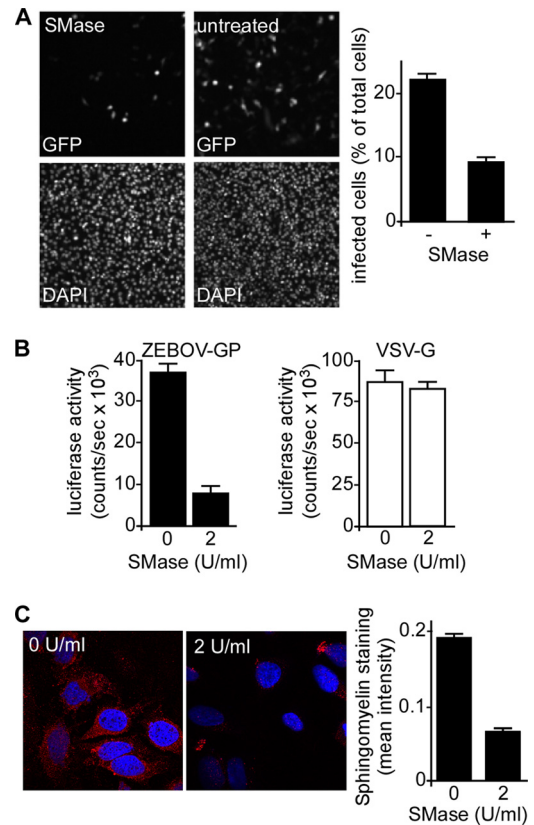 A
SMase
untreated
GFP
GFP
DAPI
DAPI
infected cells (% of total cells)
20
10
0
- +
SMase
B
ZEBOV-GP
luciferase activity
(counts/sec x 10³)
40
30
20
10
0
0 2
SMase (U/ml)
VSV-G
luciferase activity
(counts/sec x 10³)
100
75
50
25
0
0 2
SMase (U/ml)
C
0 U/ml
2 U/ml
Sphingomyelin staining
(mean intensity)
0.2
0.1
0
0 2
SMase (U/ml)